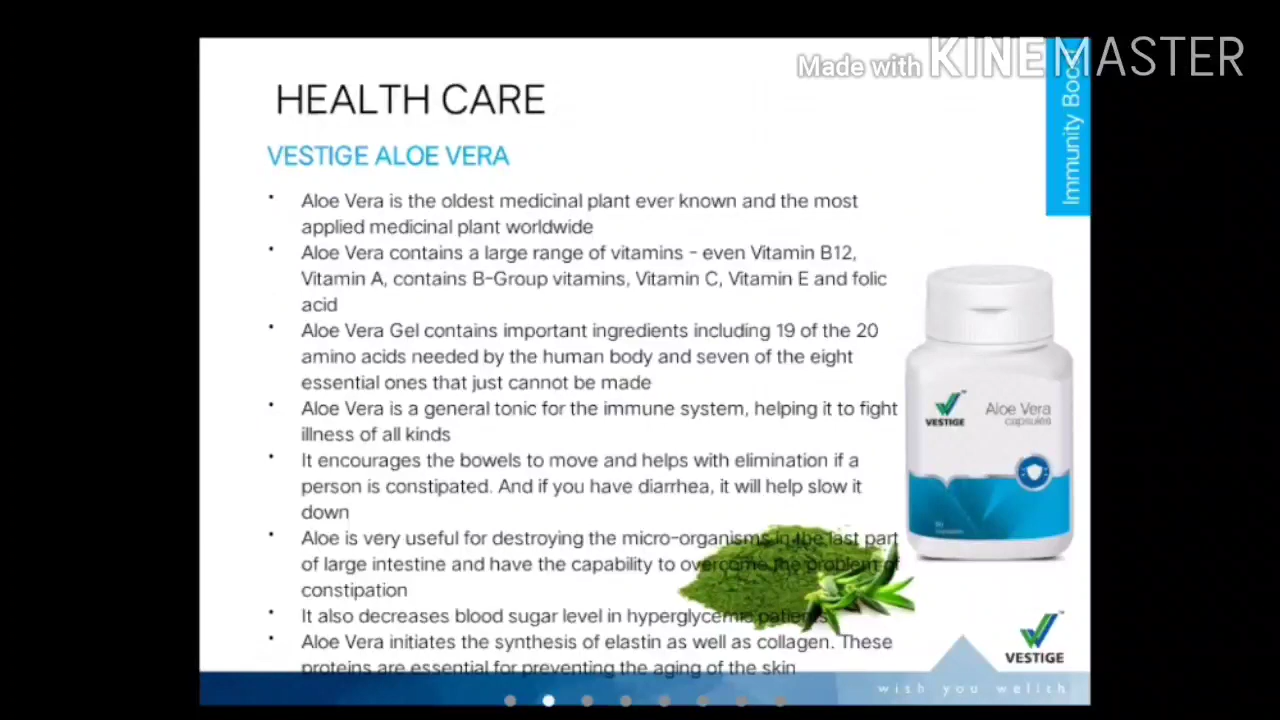 Made with KINEMASTER
HEALTH CARE
VESTIGE ALOE VERA
• Aloe Vera is the oldest medicinal plant ever known and the most
applied medicinal plant worldwide
• Aloe Vera contains a large range of vitamins - even Vitamin B12,
Vitamin A, contains B-Group vitamins, Vitamin C, Vitamin E and folic
acid
• Aloe Vera Gel contains important ingredients including 19 of the 20
amino acids needed by the human body and seven of the eight
essential ones that just cannot be made
• Aloe Vera is a general tonic for the immune system, helping it to fight
illness of all kinds
• It encourages the bowels to move and helps with elimination if a
person is constipated. And if you have diarrhea, it will help slow it
down
• Aloe is very useful for destroying the micro-organisms in the last part
of large intestine and have the capability to overcome the problem of
constipation
• It also decreases blood sugar level in hyperglycemic patients
• Aloe Vera initiates the synthesis of elastin as well as collagen. These
proteins are essential for preventing the aging of the skin
Immunity
VESTIGE
Aloe Vera
capsules
VESTIGE
wish you wellth